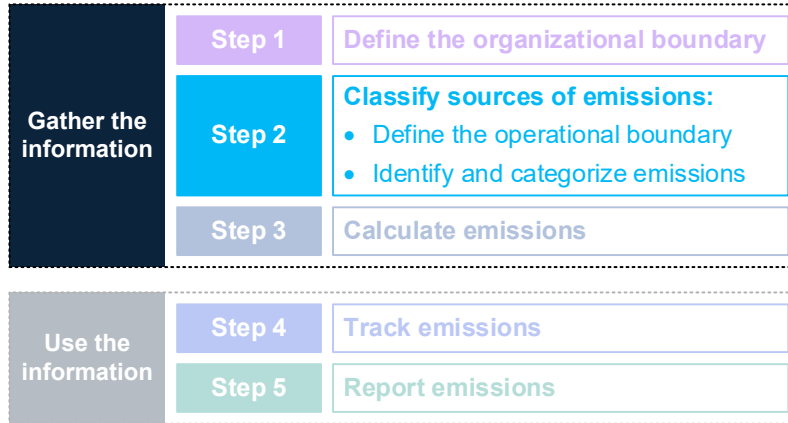 Gather the
information
Step 1
Define the organizational boundary
Step 2
Classify sources of emissions:
• Define the operational boundary
• Identify and categorize emissions
Step 3
Calculate emissions
Use the
information
Step 4
Track emissions
Step 5
Report emissions